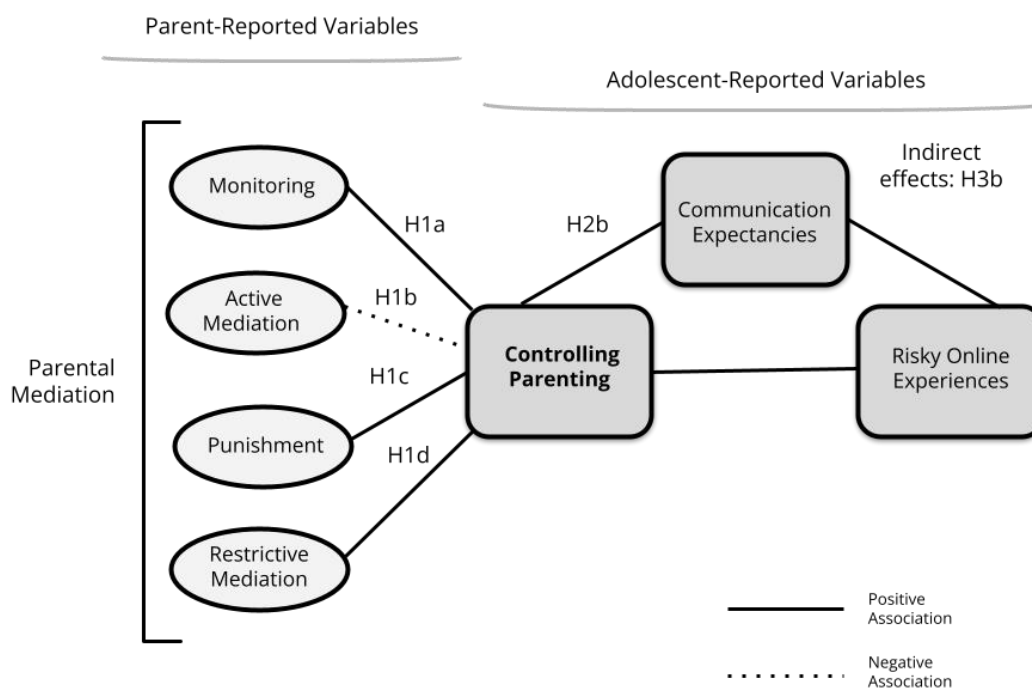 Parent-Reported Variables
Adolescent-Reported Variables
Indirect
effects: H3b
Monitoring
H1a
H2b
Communication
Expectancies
Active
Mediation
H1b
Parental
Mediation
H1c
Controlling
Parenting
Risky Online
Experiences
Punishment
H1d
Restrictive
Mediation
Positive
Association
Negative
Association